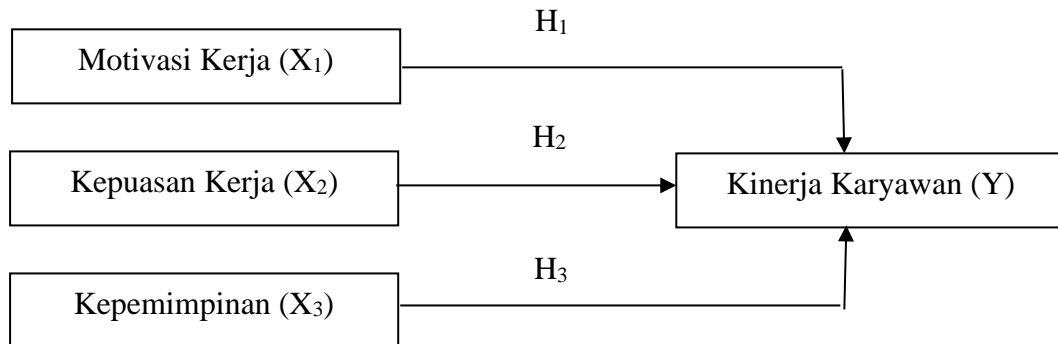 H₁
Motivasi Kerja (X₁)
H₂
Kepuasan Kerja (X₂)
Kinerja Karyawan (Y)
H₃
Kepemimpinan (X₃)